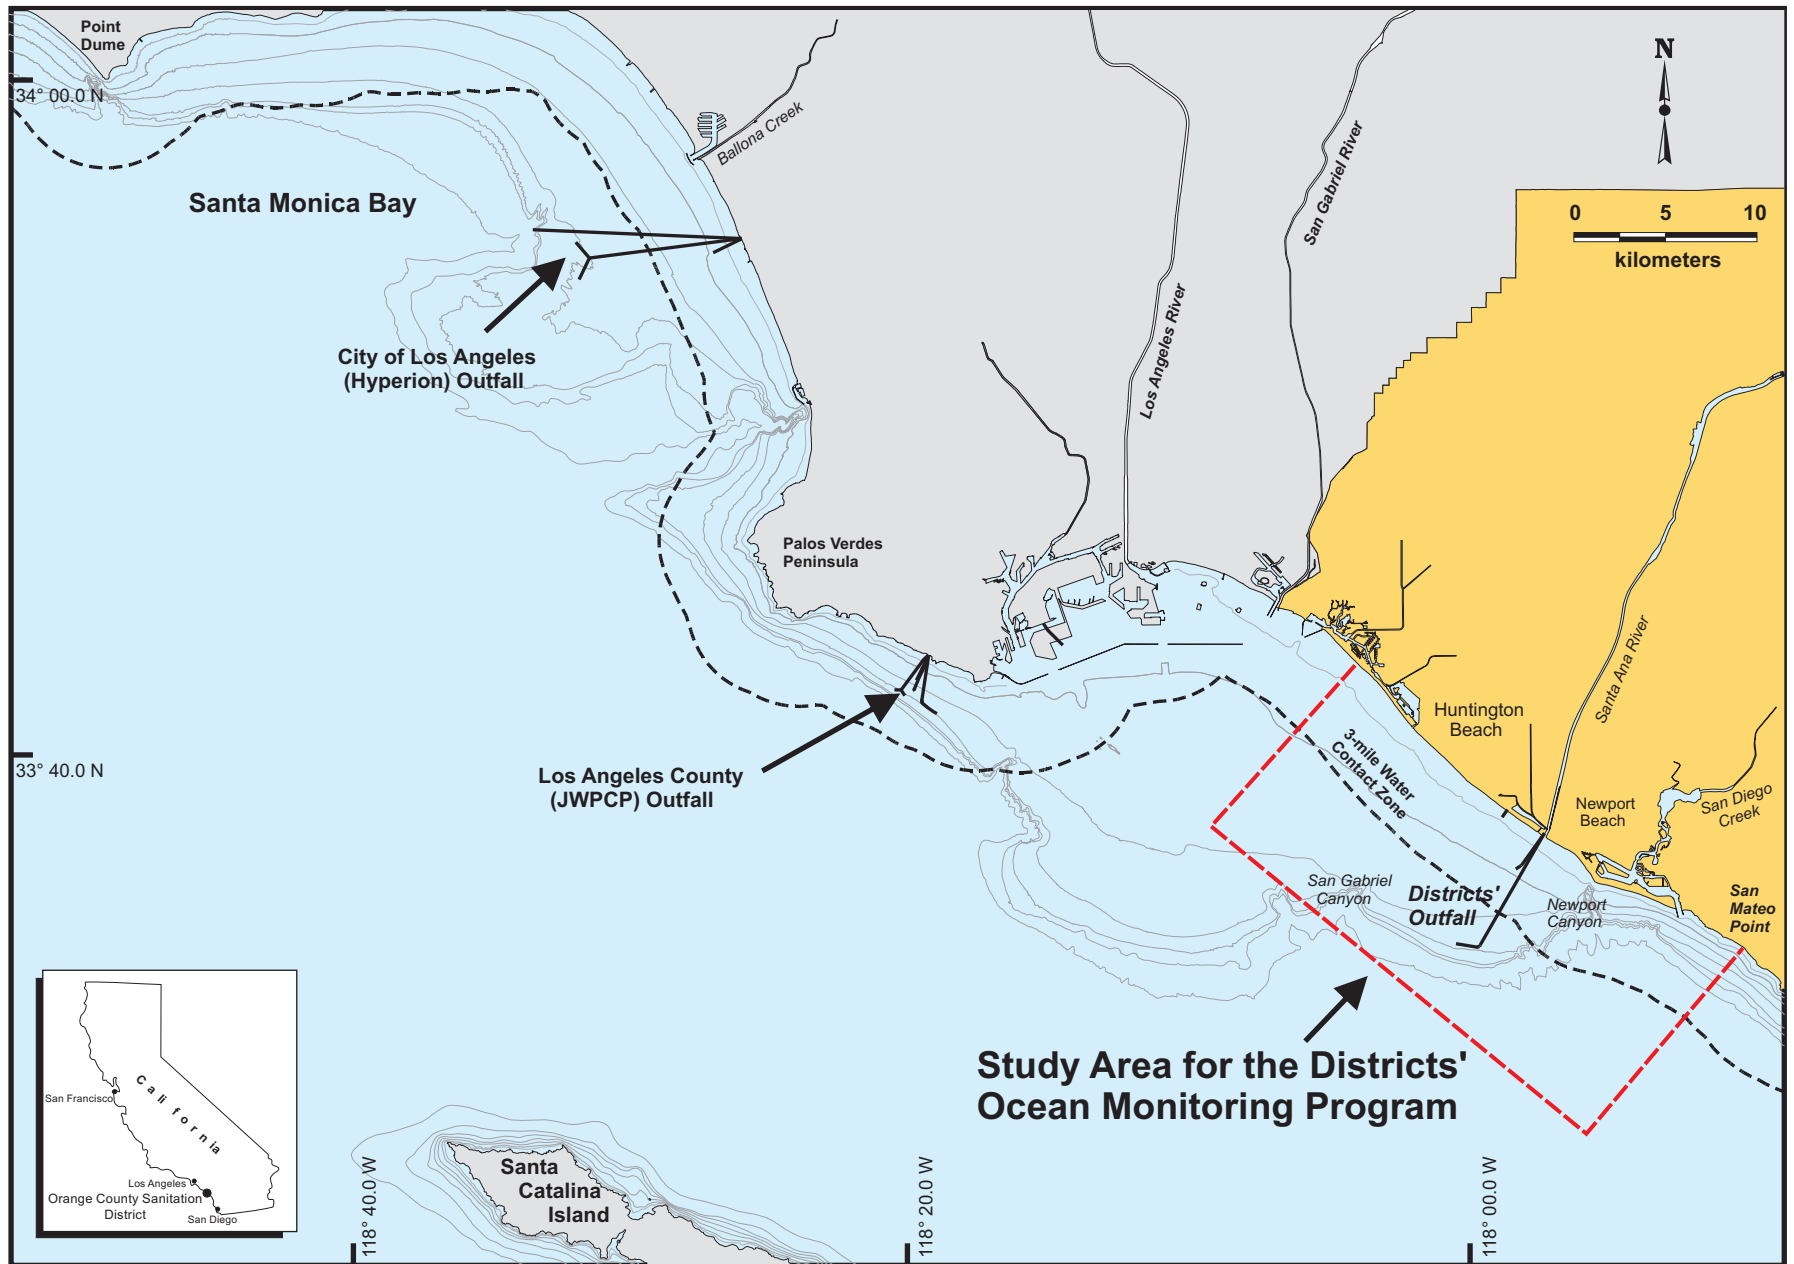 Point
Dume
N
34° 00.0 N
Ballona Creek
San Gabriel River
Santa Monica Bay
0 5 10
kilometers
City of Los Angeles
(Hyperion) Outfall
Los Angeles River
Palos Verdes
Peninsula
Santa Ana River
Huntington
Beach
3-mile Water
Contact Zone
33° 40.0 N
Los Angeles County
(JWPCP) Outfall
Newport
Beach
San Diego
Creek
San Gabriel
Canyon
Districts'
Outfall
Newport
Canyon
San
Mateo
Point
Study Area for the Districts'
Ocean Monitoring Program
California
San Francisco
Los Angeles
Orange County Sanitation
District
San Diego
Santa
Catalina
Island
118° 40.0 W
118° 20.0 W
118° 00.0 W